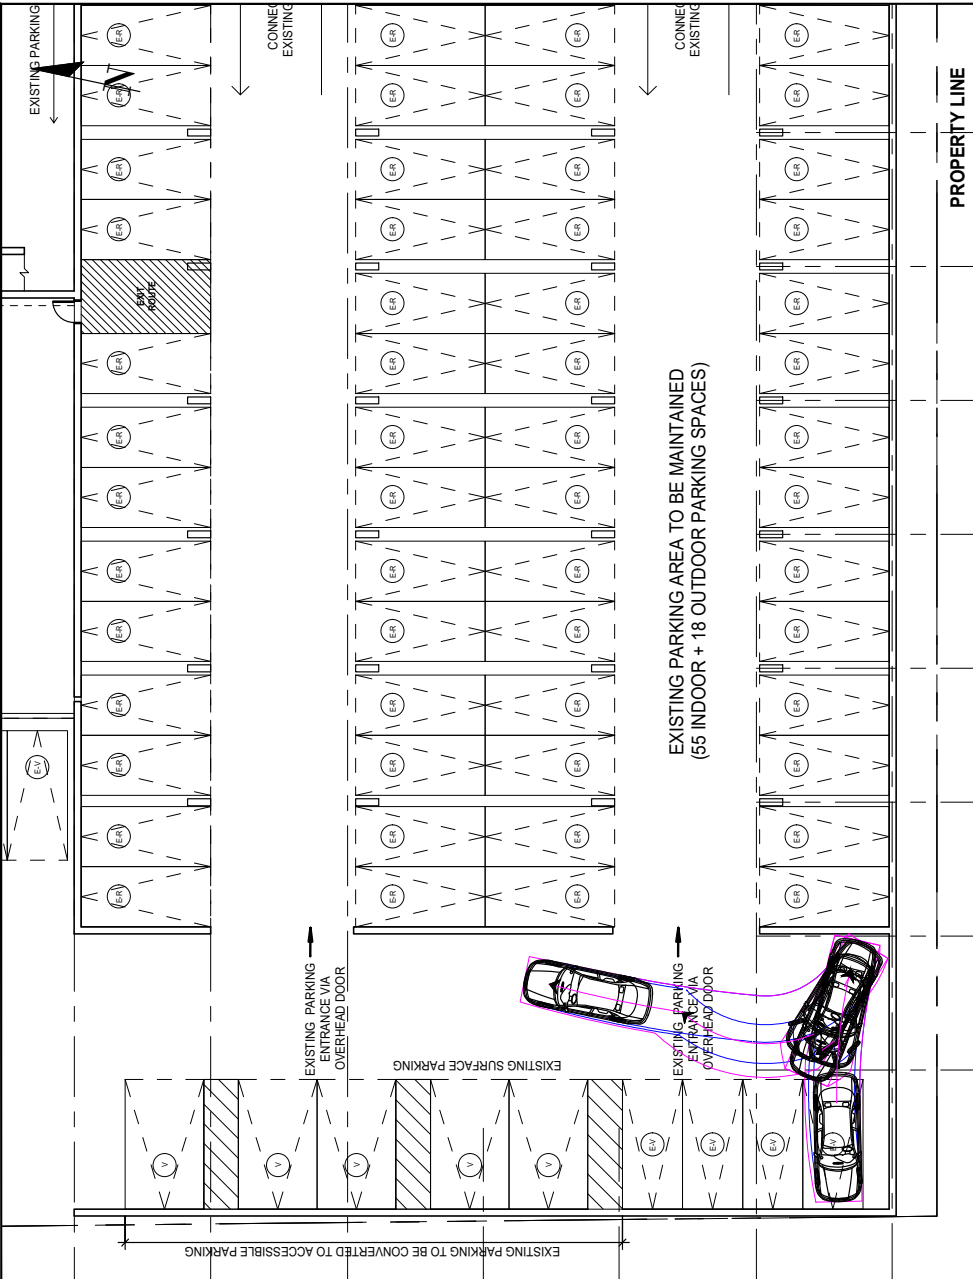 EXISTING PARKING
N
CONNEC
EXISTING
CONNEC
EXISTING
PROPERTY LINE
E-R E-R E-R E-R
E-R E-R E-R E-R
E-R E-R E-R E-R
E-R E-R E-R E-R
EXIT
ROUTE
E-R E-R E-R
E-R E-R E-R E-R
E-R E-R E-R E-R
E-R E-R E-R E-R
E-R E-R E-R E-R
E-R E-R E-R E-R
E-R E-R E-R E-R
E-R E-R E-R E-R
E-R E-R E-R E-R
E-R E-R E-R E-R
EXISTING PARKING AREA TO BE MAINTAINED
(55 INDOOR + 18 OUTDOOR PARKING SPACES)
E-V
EXISTING PARKING
ENTRANCE VIA
OVERHEAD DOOR
EXISTING PARKING
ENTRANCE VIA
OVERHEAD DOOR
EXISTING SURFACE PARKING
V V V V V E-V E-V E-V E-V
EXISTING PARKING TO BE CONVERTED TO ACCESSIBLE PARKING